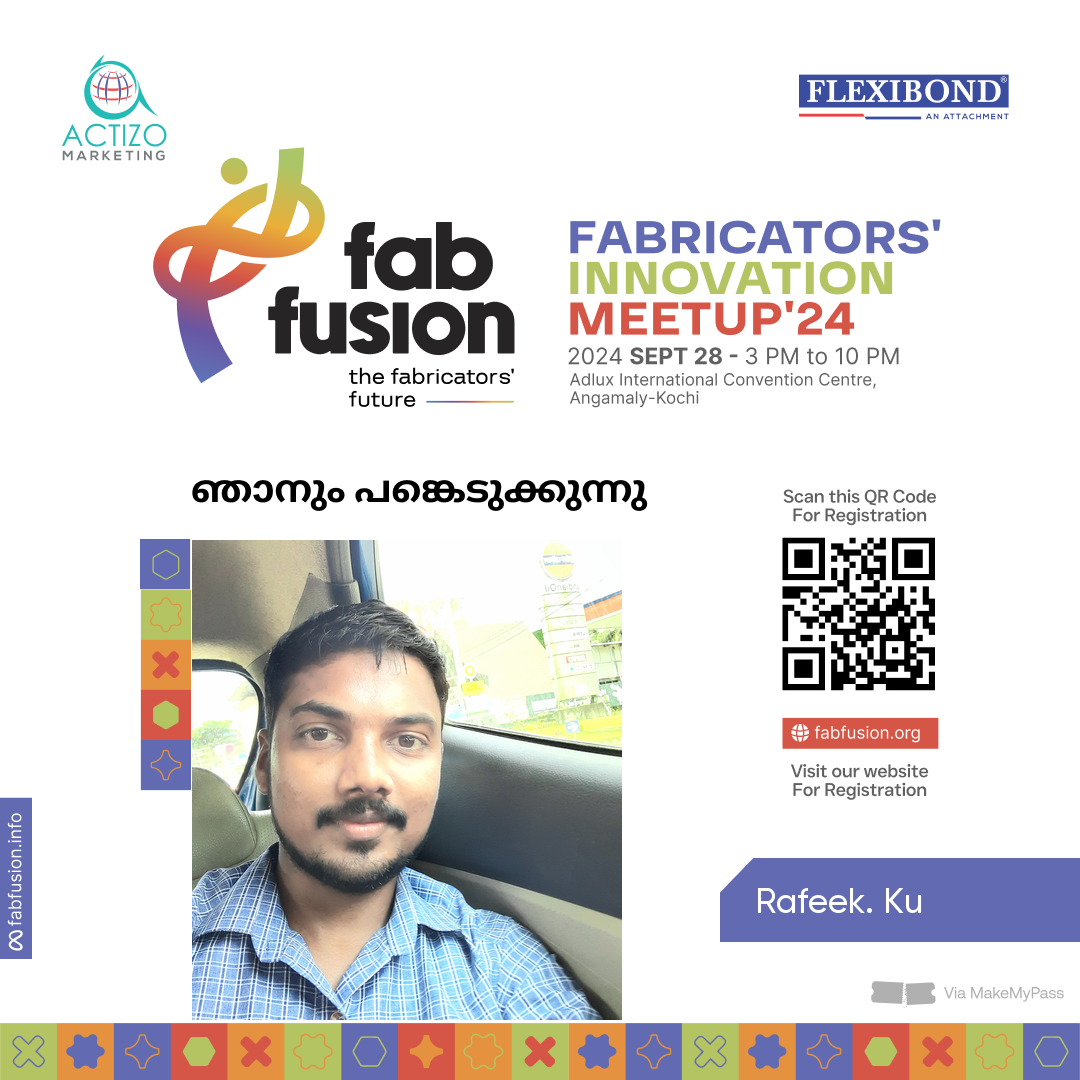 ACTIZO
MARKETING
FLEXIBOND®
AN ATTACHMENT
fab
fusion
the fabricators'
future
FABRICATORS'
INNOVATION
MEETUP'24
2024 SEPT 28 - 3 PM to 10 PM
Adlux International Convention Centre,
Angamaly-Kochi
ഞാനും പങ്കെടുക്കുന്നു
Scan this QR Code
For Registration
fabfusion.org
Visit our website
For Registration
fabfusion.info
Rafeek. Ku
Via MakeMyPass